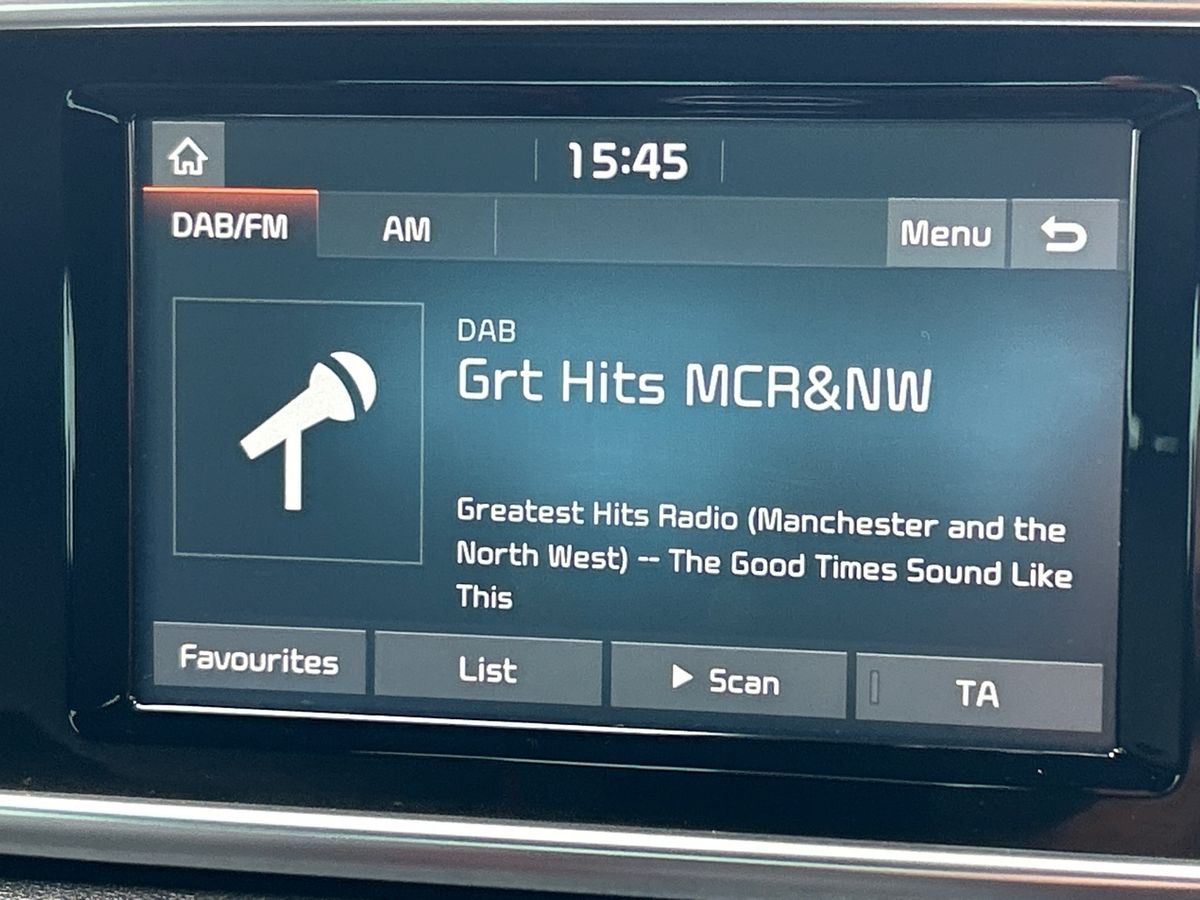 15:45
DAB/FM
AM
Menu
DAB
Grt Hits MCR&NW
Greatest Hits Radio (Manchester and the
North West) -- The Good Times Sound Like
This
Favourites
List
Scan
TA